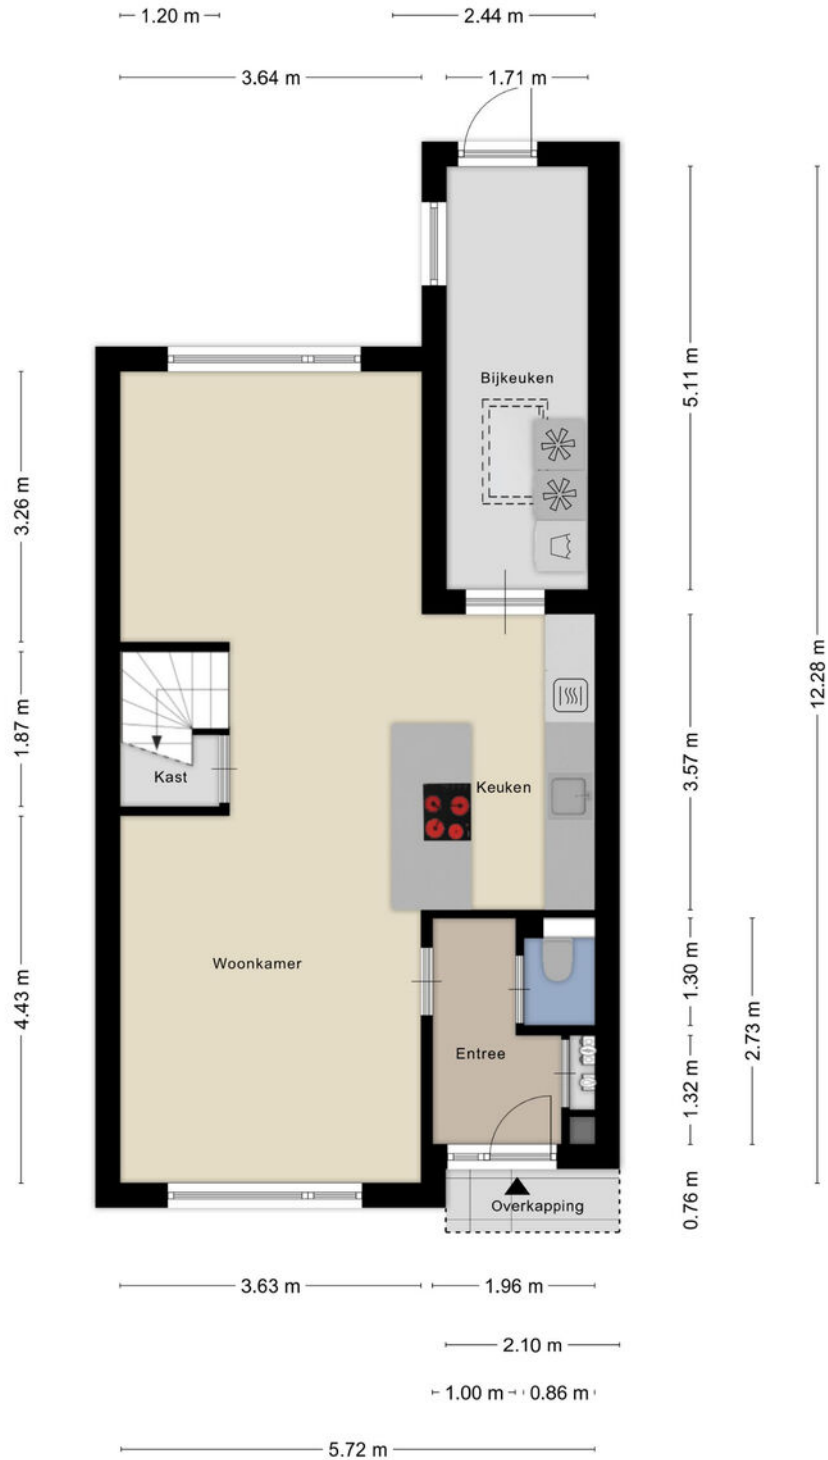 1.20 m
2.44 m
3.64 m
1.71 m
Bijkeuken
5.11 m
3.26 m
12.28 m
1.87 m
Kast
Keuken
3.57 m
Woonkamer
4.43 m
1.30 m
2.73 m
Entree
1.32 m
Overkapping
0.76 m
3.63 m
1.96 m
2.10 m
1.00 m
0.86 m
5.72 m